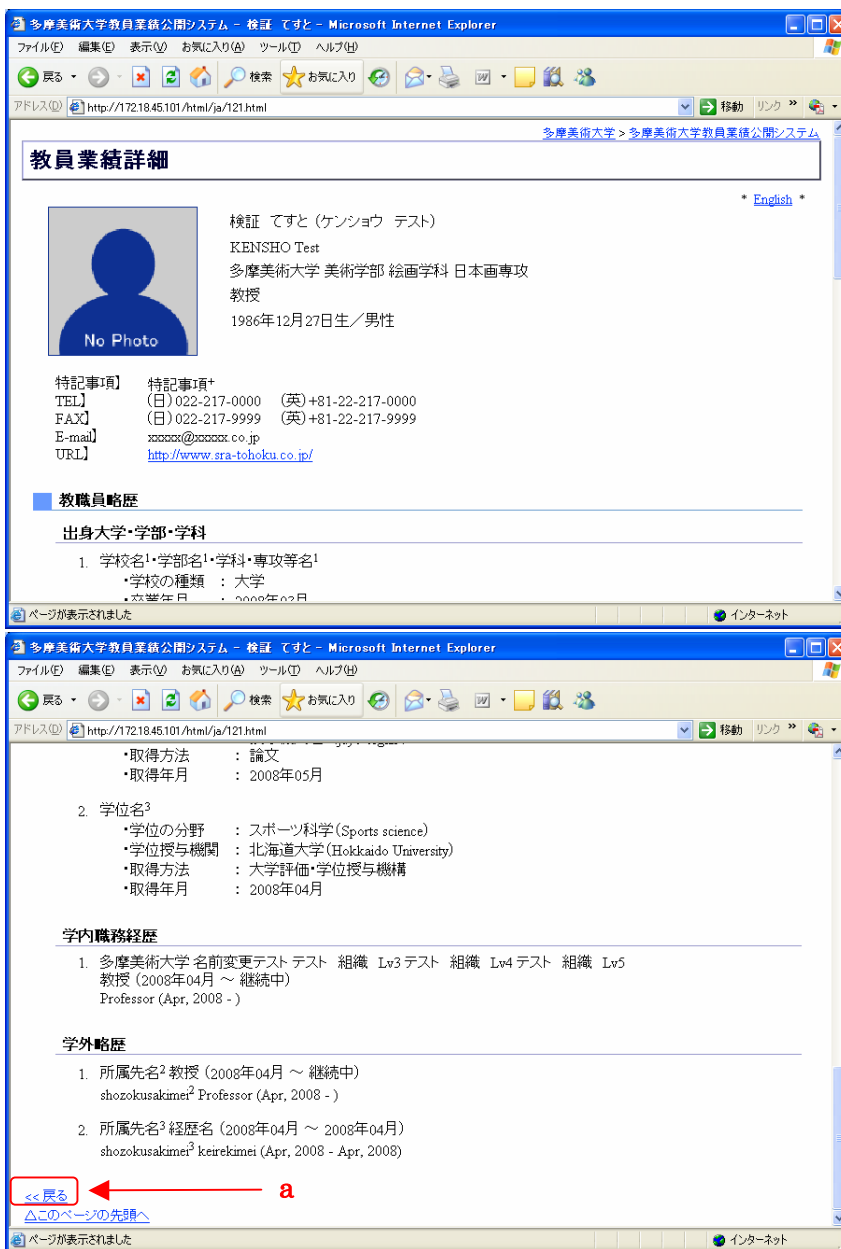 多摩美術大学教員業績公開システム - 検証 てすと - Microsoft Internet Explorer
ファイル(F) 編集(E) 表示(V) お気に入り(A) ツール(T) ヘルプ(H)
戻る 検索 お気に入り
アドレス(D) http://172.18.45.101/html/ja/121.html 移動 リンク »
多摩美術大学 > 多摩美術大学教員業績公開システム
教員業績詳細
* English *
検証 てすと (ケンショウ テスト)
KENSHO Test
多摩美術大学 美術学部 絵画学科 日本画専攻
教授
1986年12月27日生/男性
No Photo
特記事項】 特記事項+
TEL】 (日)022-217-0000 (英)+81-22-217-0000
FAX】 (日)022-217-9999 (英)+81-22-217-9999
E-mail】 xxxxx@xxxxx.co.jp
URL】 http://www.sra-tohoku.co.jp/
教職員略歴
出身大学・学部・学科
1. 学校名1・学部名1・学科・専攻等名1
・学校の種類 : 大学
・卒業年月 : 2008年03月
ページが表示されました インターネット
多摩美術大学教員業績公開システム - 検証 てすと - Microsoft Internet Explorer
ファイル(F) 編集(E) 表示(V) お気に入り(A) ツール(T) ヘルプ(H)
戻る 検索 お気に入り
アドレス(D) http://172.18.45.101/html/ja/121.html 移動 リンク »
・取得方法 : 論文
・取得年月 : 2008年05月
2. 学位名3
・学位の分野 : スポーツ科学(Sports science)
・学位授与機関 : 北海道大学(Hokkaido University)
・取得方法 : 大学評価・学位授与機構
・取得年月 : 2008年04月
学内職務経歴
1. 多摩美術大学 名前変更テスト テスト 組織 Lv3 テスト 組織 Lv4 テスト 組織 Lv5
教授 (2008年04月 ～ 継続中)
Professor (Apr, 2008 - )
学外略歴
1. 所属先名2 教授 (2008年04月 ～ 継続中)
shozokusakimei2 Professor (Apr, 2008 - )
2. 所属先名3 経歴名 (2008年04月 ～ 2008年04月)
shozokusakimei3 keirekimei (Apr, 2008 - Apr, 2008)
<< 戻る a
△このページの先頭へ
ページが表示されました インターネット